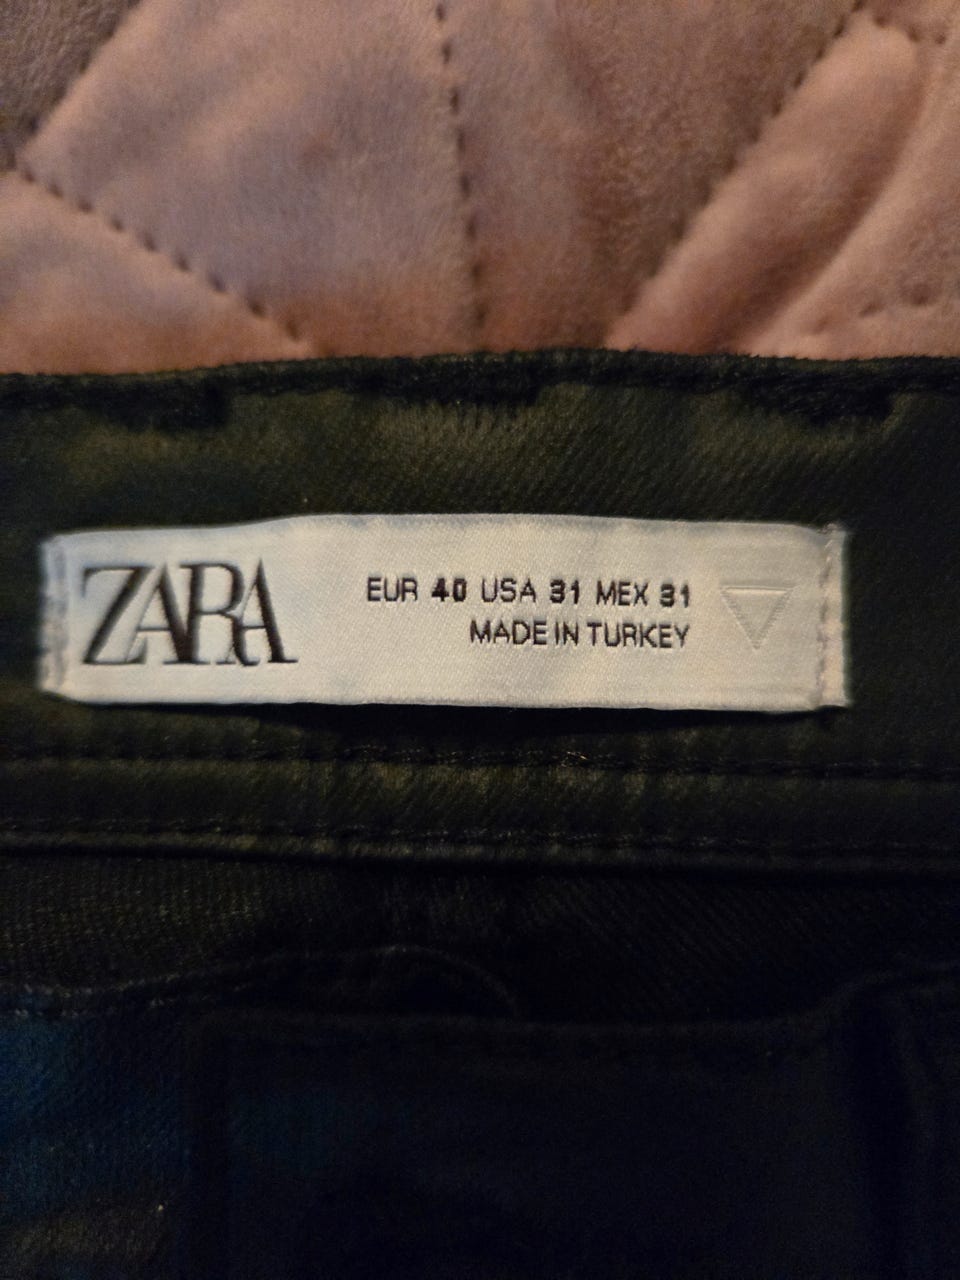 ZARA
EUR 40 USA 31 MEX 31
MADE IN TURKEY